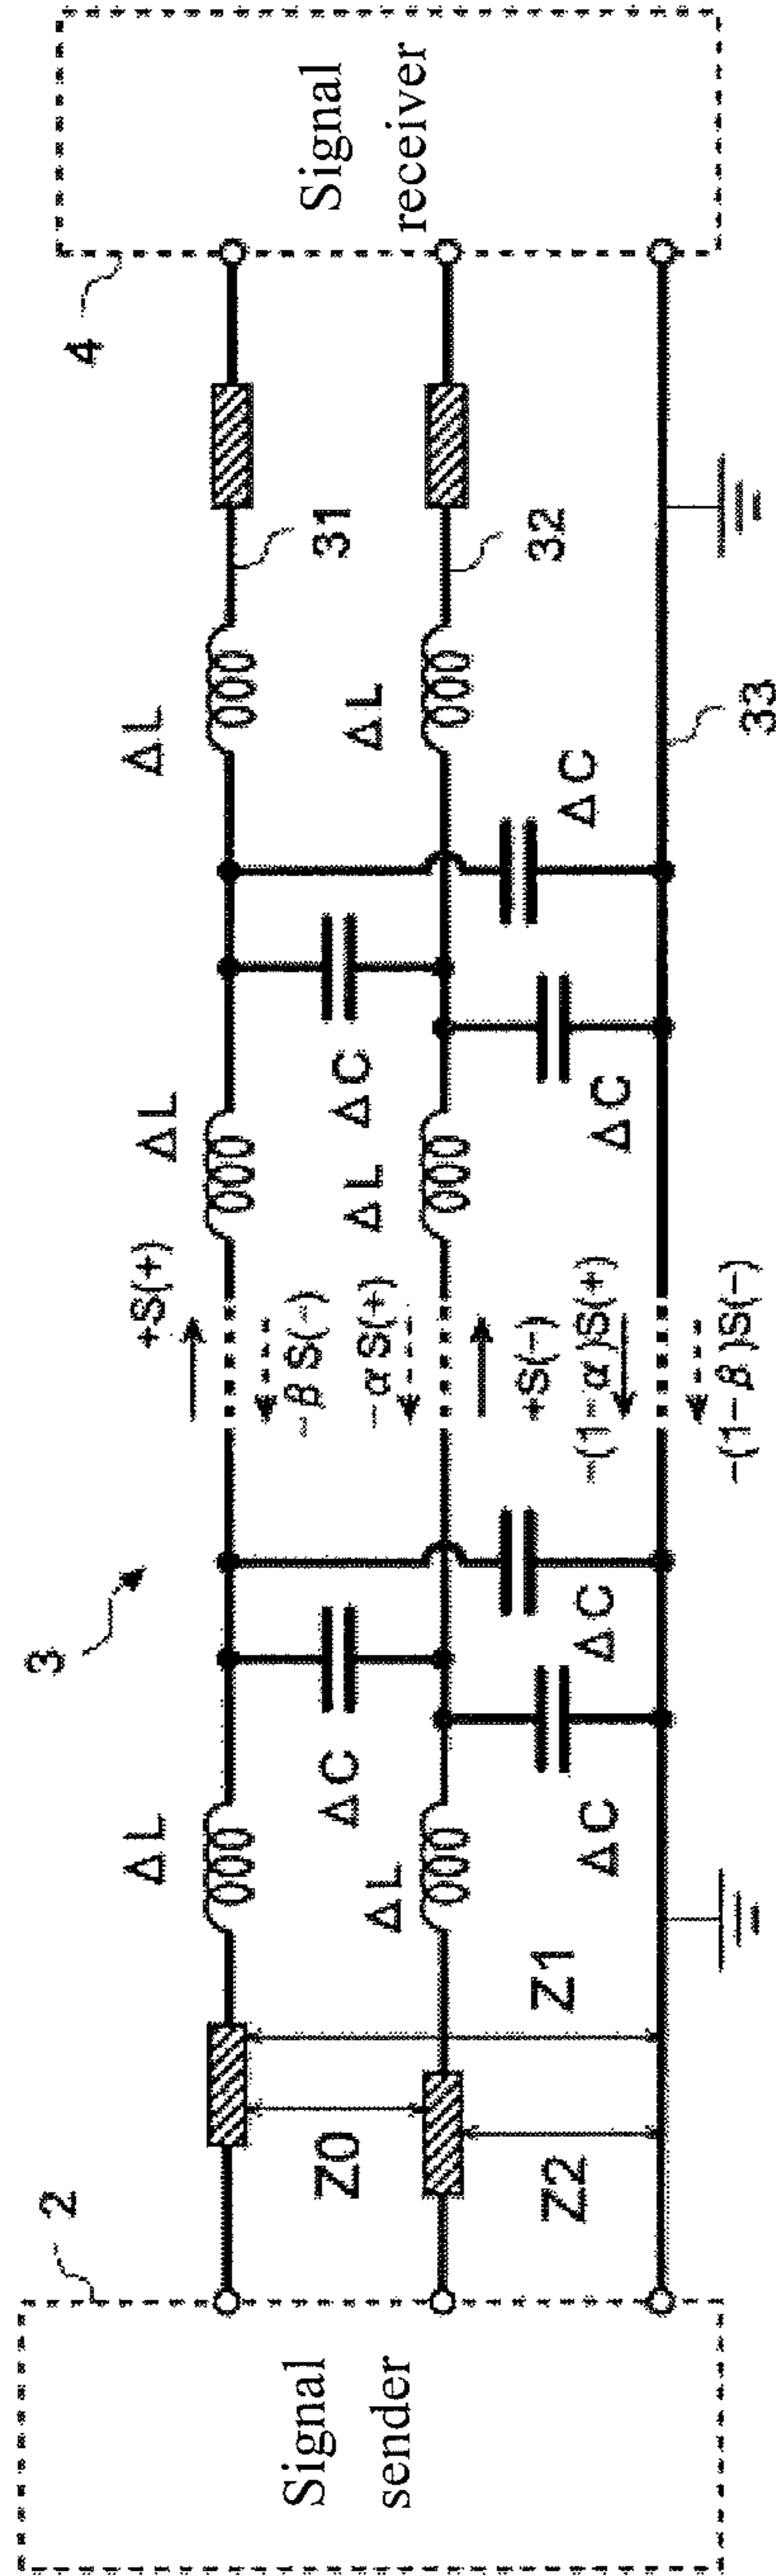 2
3
4
Signal
sender
Signal
receiver
ΔL
+S(+)
ΔL
ΔL
Z0
ΔC
-βS(-)
ΔC
ΔL
-αS(+)
ΔL
ΔL
31
Z2
Z1
ΔC
ΔC
+S(-)
-(1-α)S(+)
ΔC
ΔC
32
-(1-β)S(-)
33